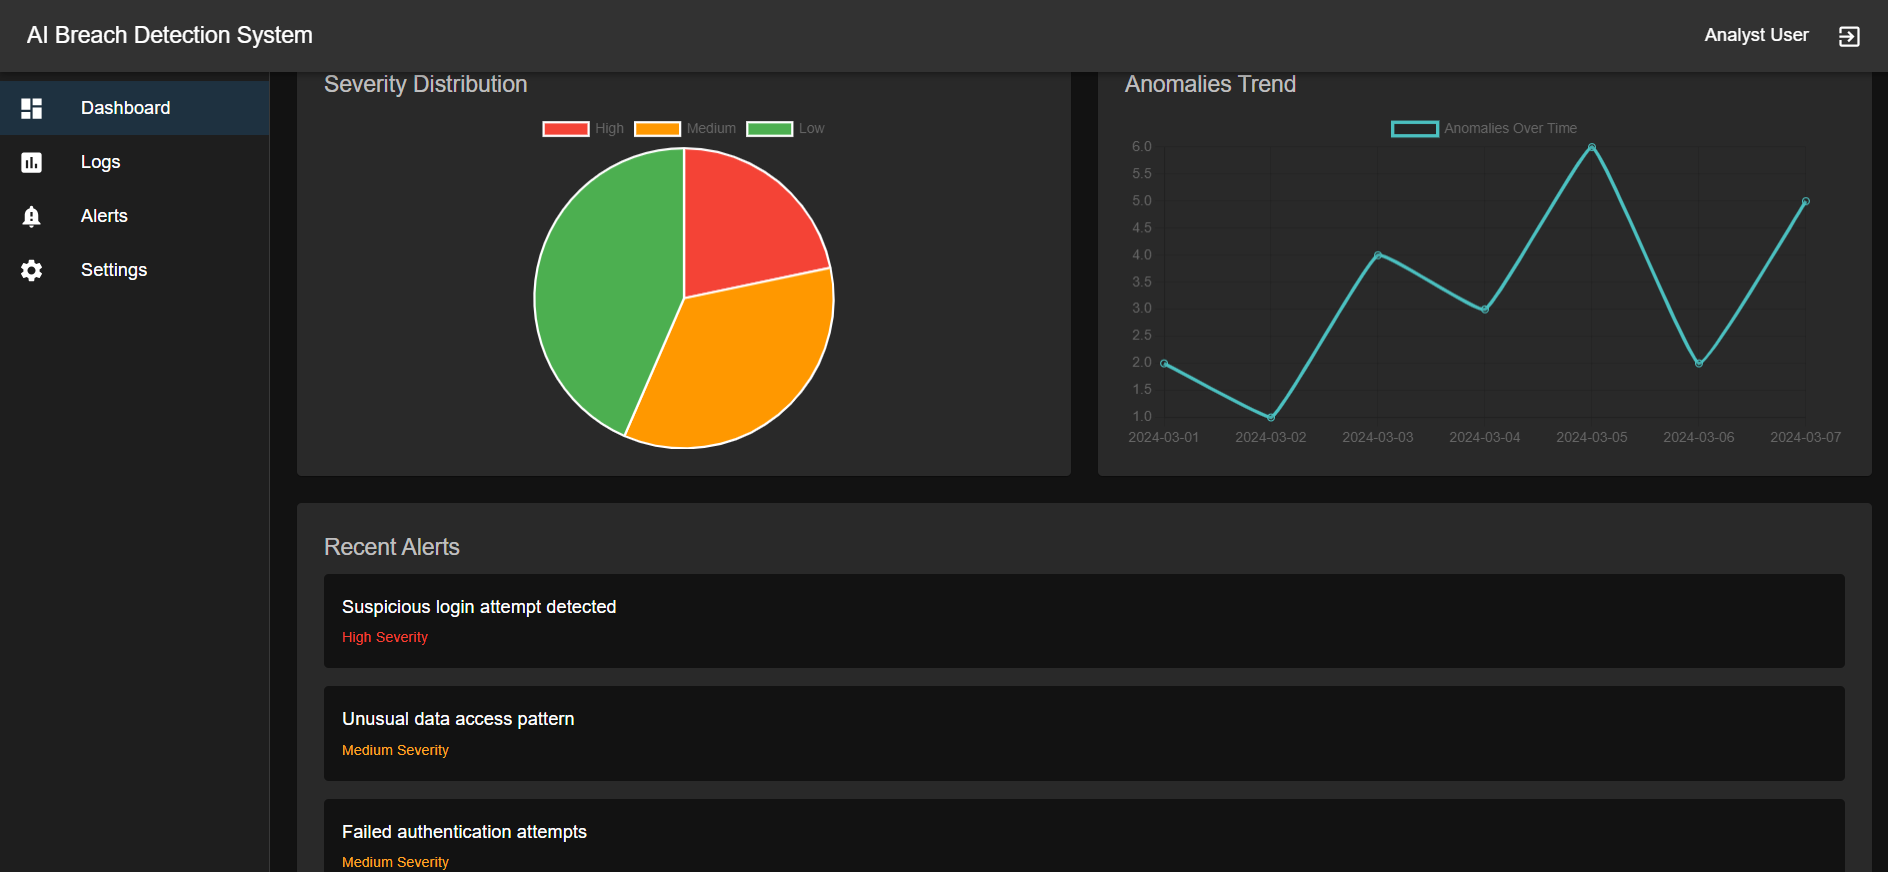 AI Breach Detection System
Analyst User
Dashboard
Logs
Alerts
Settings
Severity Distribution
High Medium Low
Anomalies Trend
Anomalies Over Time
6.0
5.5
5.0
4.5
4.0
3.5
3.0
2.5
2.0
1.5
1.0
2024-03-01 2024-03-02 2024-03-03 2024-03-04 2024-03-05 2024-03-06 2024-03-07
Recent Alerts
Suspicious login attempt detected
High Severity
Unusual data access pattern
Medium Severity
Failed authentication attempts
Medium Severity